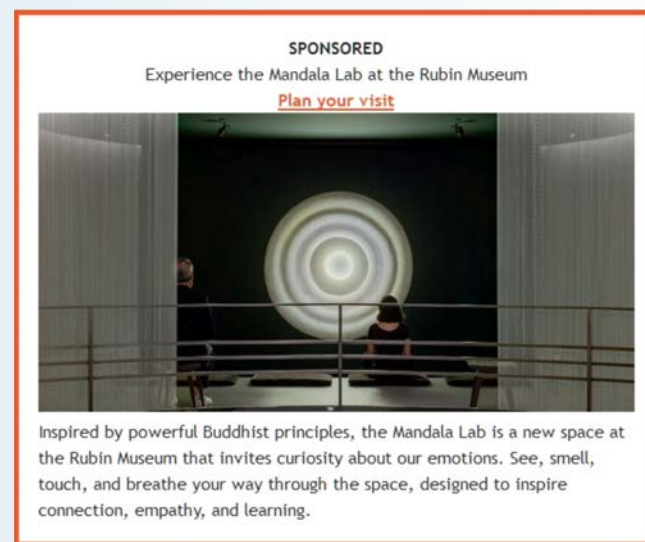 SPONSORED
Experience the Mandala Lab at the Rubin Museum
Plan your visit
Inspired by powerful Buddhist principles, the Mandala Lab is a new space at
the Rubin Museum that invites curiosity about our emotions. See, smell,
touch, and breathe your way through the space, designed to inspire
connection, empathy, and learning.